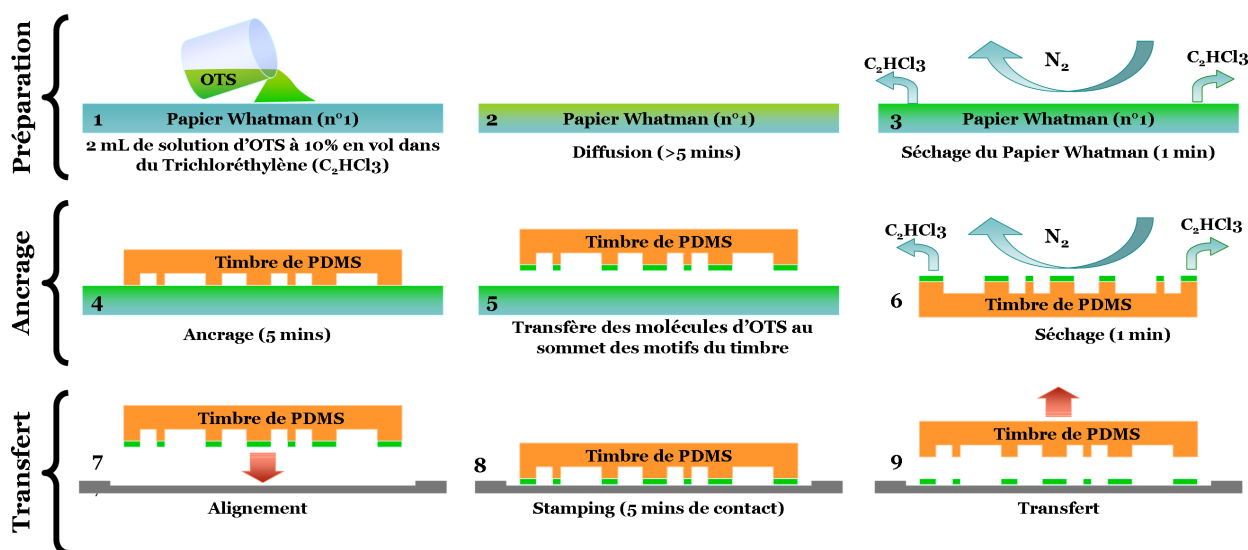 Préparation
OTS
1
Papier Whatman (n°1)
2 mL de solution d'OTS à 10% en vol dans
du Trichloréthylène (C₂HCl3)
2
Papier Whatman (n°1)
Diffusion (>5 mins)
C₂HCl3
N₂
C₂HCl3
3
Papier Whatman (n°1)
Séchage du Papier Whatman (1 min)
Ancrage
Timbre de PDMS
4
Ancrage (5 mins)
Timbre de PDMS
5
Transfère des molécules d'OTS au
sommet des motifs du timbre
C₂HCl3
N₂
C₂HCl3
6
Timbre de PDMS
Séchage (1 min)
Transfert
Timbre de PDMS
7
Alignement
Timbre de PDMS
8
Stamping (5 mins de contact)
Timbre de PDMS
9
Transfert